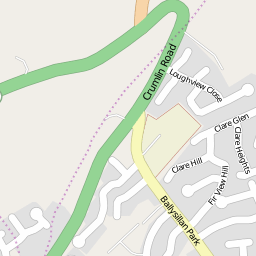 Crumlin Road
Loughview Close
Clare Glen
Clare Heights
Clare Hill
Fir View Hill
Ballysillan Park